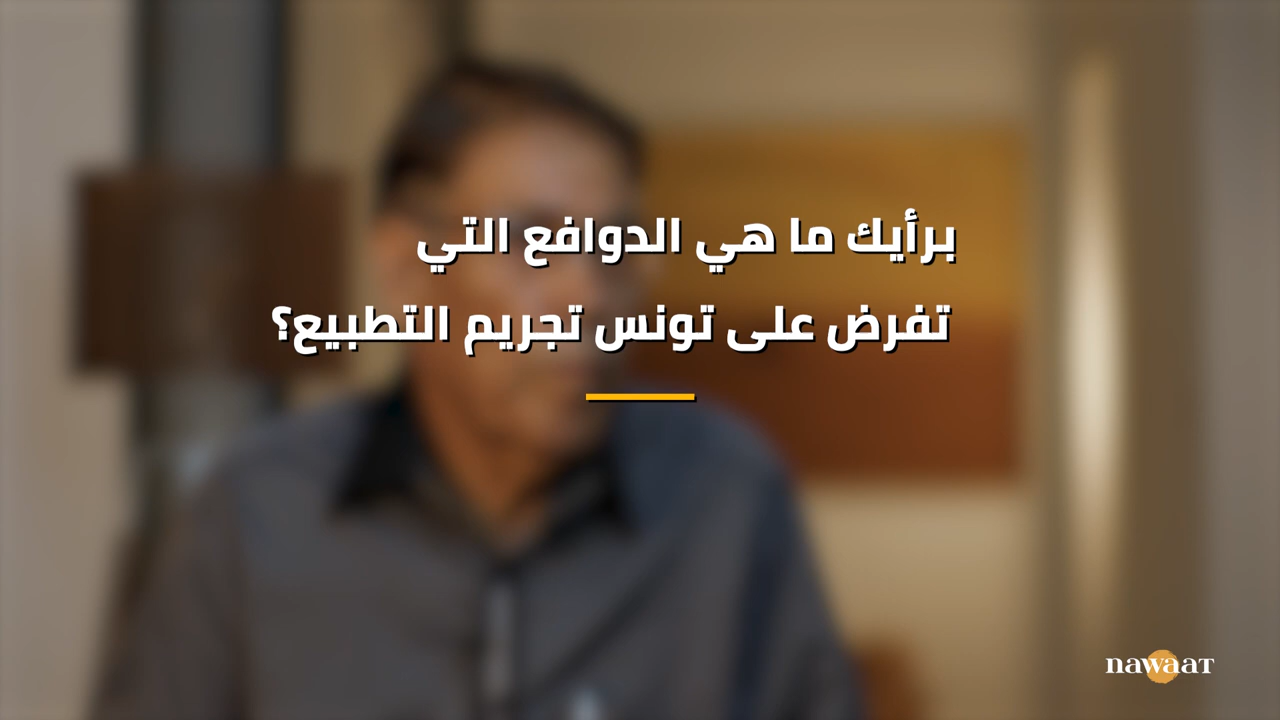 برأيك ما هي الدوافع التي
تفرض على تونس تجريم التطبيع؟
nawaat